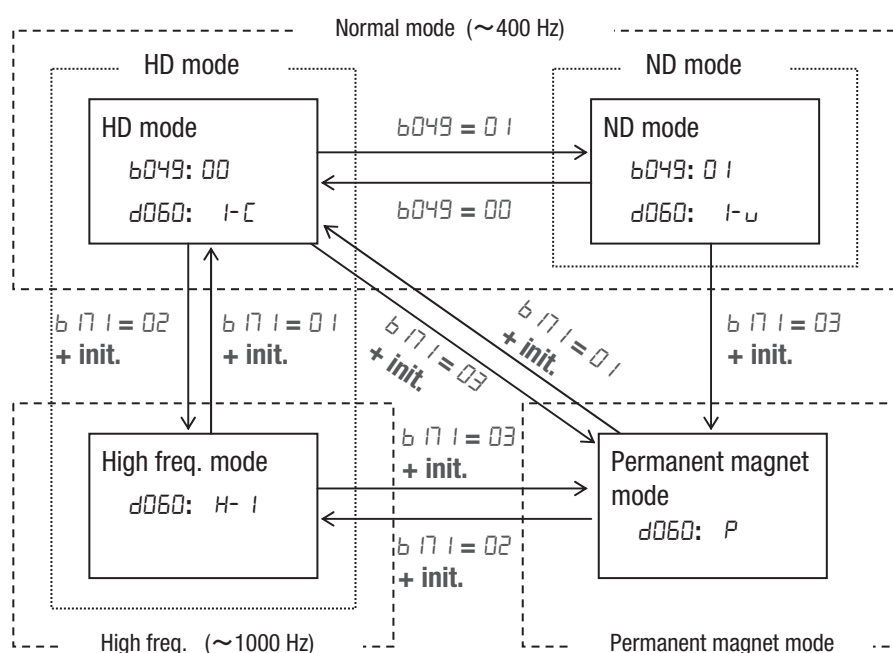 Normal mode (～400 Hz)
HD mode
ND mode
HD mode
b049: 00
d060: I-C
b049 = 01
b049 = 00
ND mode
b049: 01
d060: I-u
b171 = 02
+ init.
b171 = 01
+ init.
b171 = 03
+ init.
b171 = 01
+ init.
b171 = 03
+ init.
High freq. mode
d060: H-I
b171 = 03
+ init.
b171 = 02
+ init.
Permanent magnet
mode
d060: P
High freq. (～1000 Hz)
Permanent magnet mode